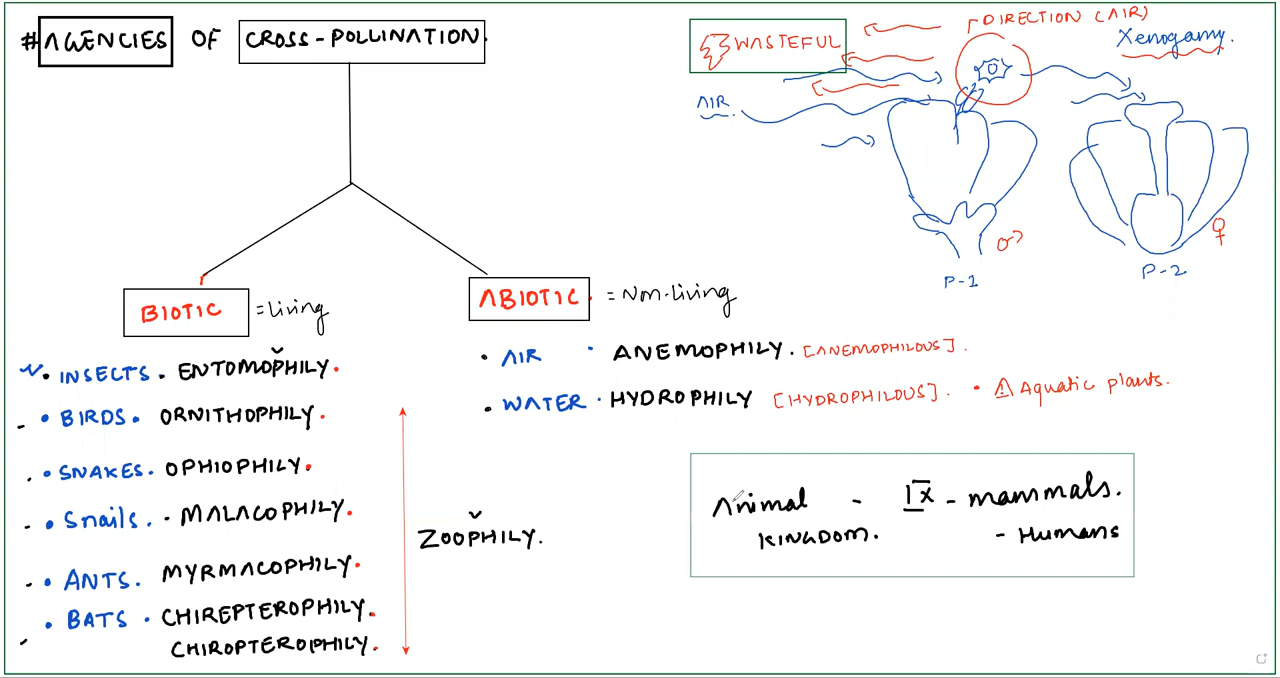 # AGENCIES OF CROSS-POLLINATION.
WASTEFUL
DIRECTION (AIR)
Xenogamy.
AIR
P-1
P-2
BIOTIC = Living
ABIOTIC. = Non-living
• INSECTS. ENTOMOPHILY.
• BIRDS. ORNITHOPHILY.
• SNAKES. OPHIOPHILY.
• Snails. - MALACOPHILY.
• ANTS. MYRMACOPHILY.
• BATS. CHIREPTEROPHILY.
CHIROPTEROPHILY.
ZOOPHILY.
• AIR • ANEMOPHILY. [ANEMOPHILOUS].
• WATER • HYDROPHILY [HYDROPHILOUS]. • ⚠ Aquatic plants.
Animal - IX - mammals.
KINGDOM. - Humans